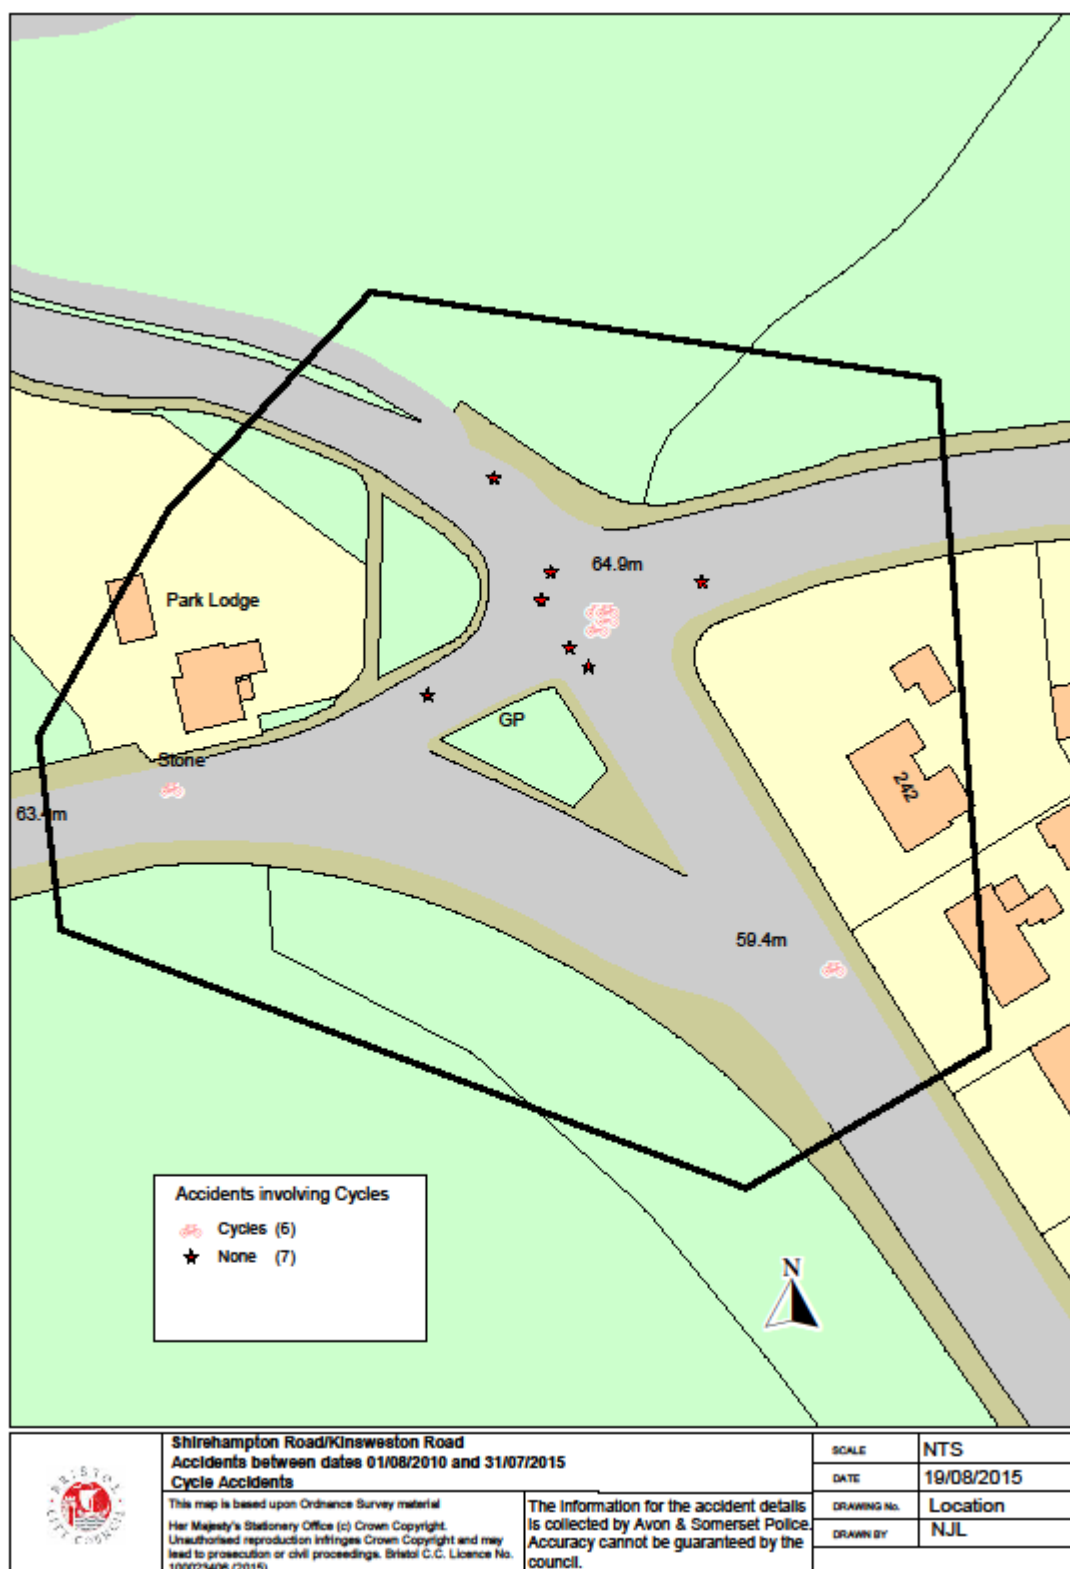 64.9m
Park Lodge
GP
Stone
63.4m
242
59.4m
Accidents involving Cycles
Cycles (6)
None (7)
N
BRISTOL
CITY COUNCIL
Shirehampton Road/Kinsweston Road
Accidents between dates 01/08/2010 and 31/07/2015
Cycle Accidents
This map is based upon Ordnance Survey material
Her Majesty's Stationery Office (c) Crown Copyright.
Unauthorised reproduction infringes Crown Copyright and may
lead to prosecution or civil proceedings. Bristol C.C. Licence No.
100023406 (2015)
The information for the accident details
is collected by Avon & Somerset Police.
Accuracy cannot be guaranteed by the
council.
SCALE NTS
DATE 19/08/2015
DRAWING No. Location
DRAWN BY NJL